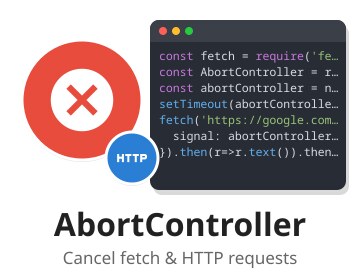 const fetch = require('fe…
const AbortController = r…
const abortController = n…
setTimeout(abortControlle…
fetch('https://google.com…
signal: abortController…
}).then(r=>r.text()).then…
HTTP
AbortController
Cancel fetch & HTTP requests